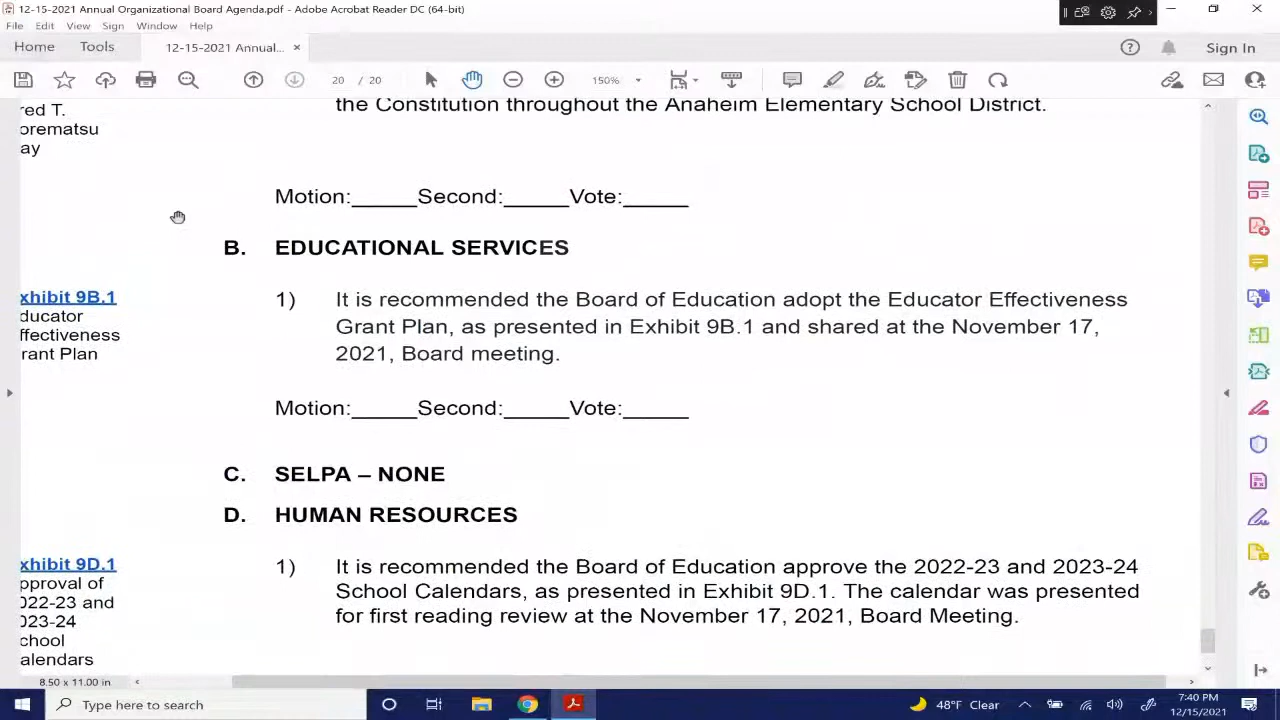 12-15-2021 Annual Organizational Board Agenda.pdf - Adobe Acrobat Reader DC (64-bit)
File Edit View Sign Window Help
Home Tools 12-15-2021 Annual... × Sign In
20 / 20 150%
red T.
orematsu
ay
the Constitution throughout the Anaheim Elementary School District.
Motion:_____Second:_____Vote:_____
B. EDUCATIONAL SERVICES
xhibit 9B.1
ducator
ffectiveness
rant Plan
1) It is recommended the Board of Education adopt the Educator Effectiveness
Grant Plan, as presented in Exhibit 9B.1 and shared at the November 17,
2021, Board meeting.
Motion:_____Second:_____Vote:_____
C. SELPA – NONE
D. HUMAN RESOURCES
xhibit 9D.1
pproval of
022-23 and
023-24
chool
alendars
1) It is recommended the Board of Education approve the 2022-23 and 2023-24
School Calendars, as presented in Exhibit 9D.1. The calendar was presented
for first reading review at the November 17, 2021, Board Meeting.
8.50 x 11.00 in
Type here to search
48°F Clear
7:40 PM
12/15/2021